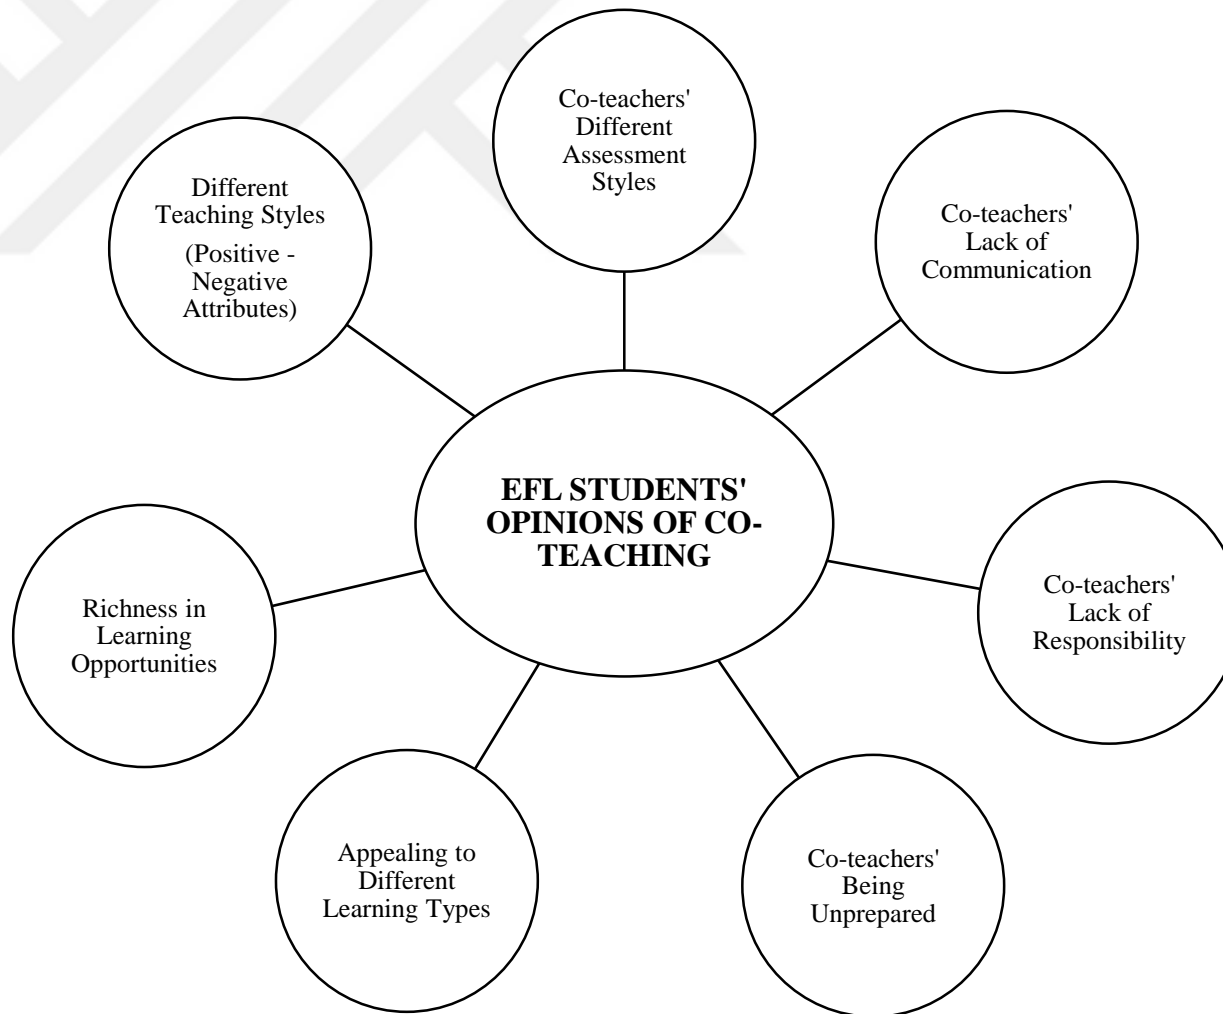 Co-teachers'
Different
Assessment
Styles
Different
Teaching Styles
(Positive -
Negative
Attributes)
Co-teachers'
Lack of
Communication
EFL STUDENTS'
OPINIONS OF CO-
TEACHING
Richness in
Learning
Opportunities
Co-teachers'
Lack of
Responsibility
Appealing to
Different
Learning Types
Co-teachers'
Being
Unprepared